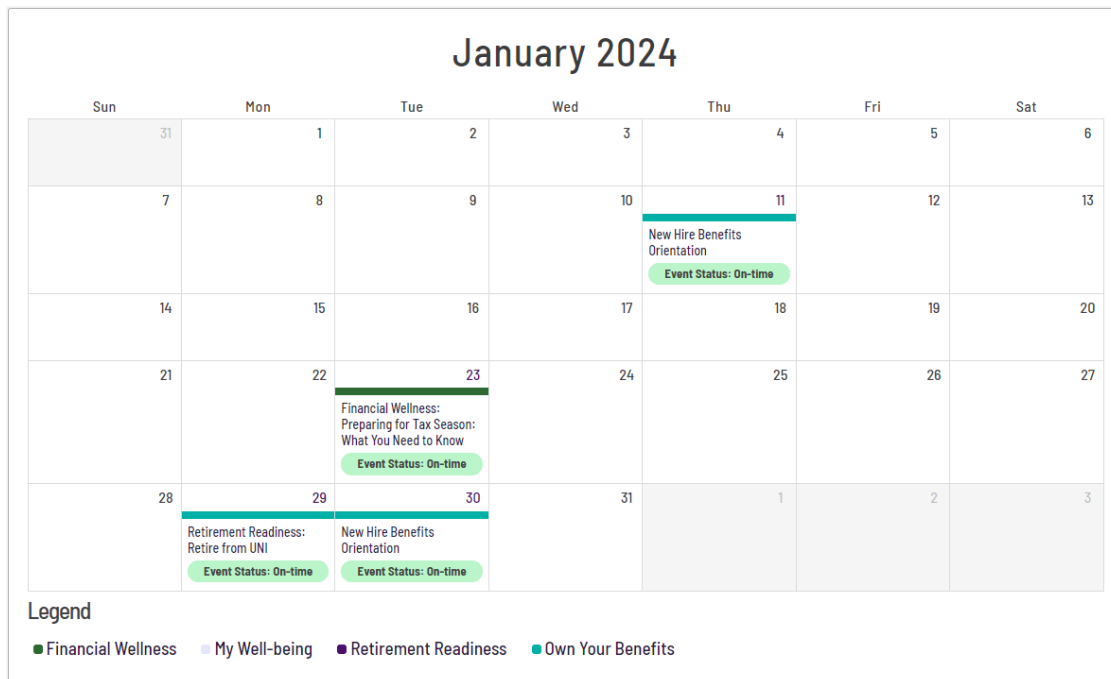 January 2024
Sun Mon Tue Wed Thu Fri Sat
31 1 2 3 4 5 6
7 8 9 10 11 12 13
New Hire Benefits
Orientation
Event Status: On-time
14 15 16 17 18 19 20
21 22 23 24 25 26 27
Financial Wellness:
Preparing for Tax Season:
What You Need to Know
Event Status: On-time
28 29 30 31 1 2 3
Retirement Readiness:
Retire from UNI
Event Status: On-time
New Hire Benefits
Orientation
Event Status: On-time
Legend
Financial Wellness My Well-being Retirement Readiness Own Your Benefits